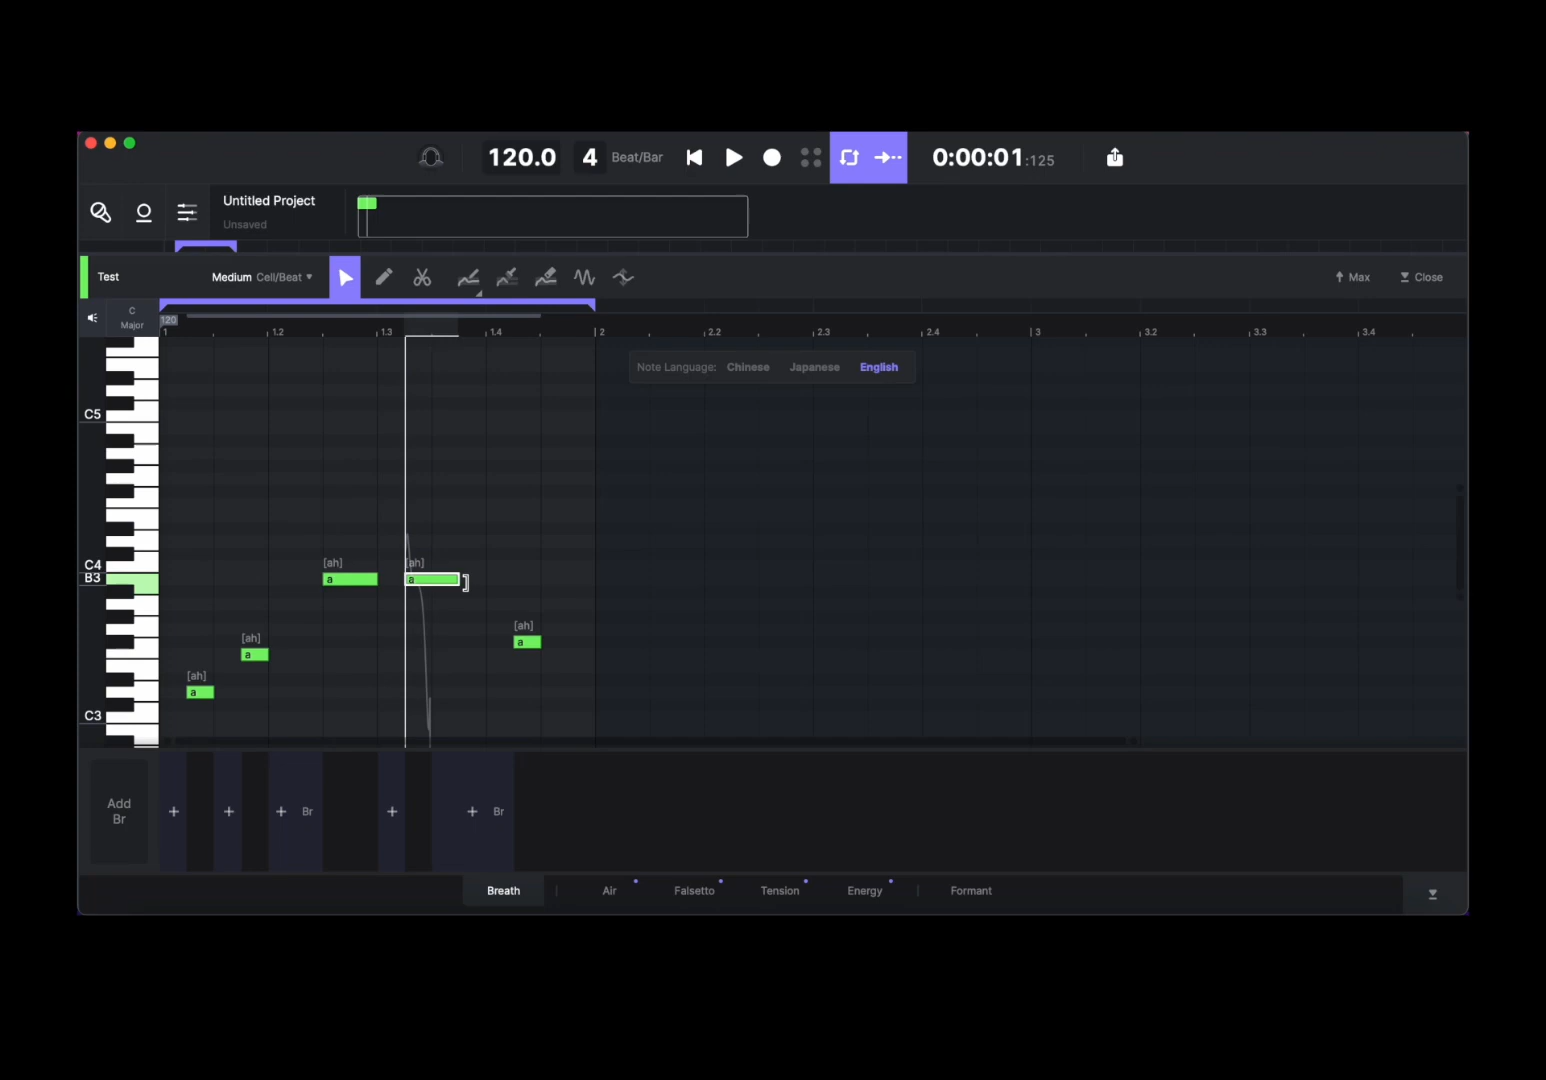 120.0 4 Beat/Bar 0:00:01:125
Untitled Project
Unsaved
Test Medium Cell/Beat Max Close
C
Major
120
1 1.2 1.3 1.4 2 2.2 2.3 2.4 3 3.2 3.3 3.4
Note Language: Chinese Japanese English
C5
[ah] [ah]
C4
B3
a a
[ah]
a
[ah]
a
[ah]
a
C3
Add
Br
+ + + Br + + Br
Breath Air Falsetto Tension Energy Formant